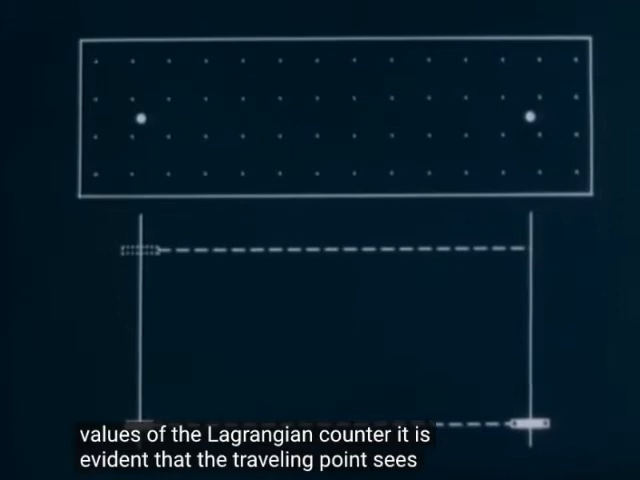 values of the Lagrangian counter it is
evident that the traveling point sees